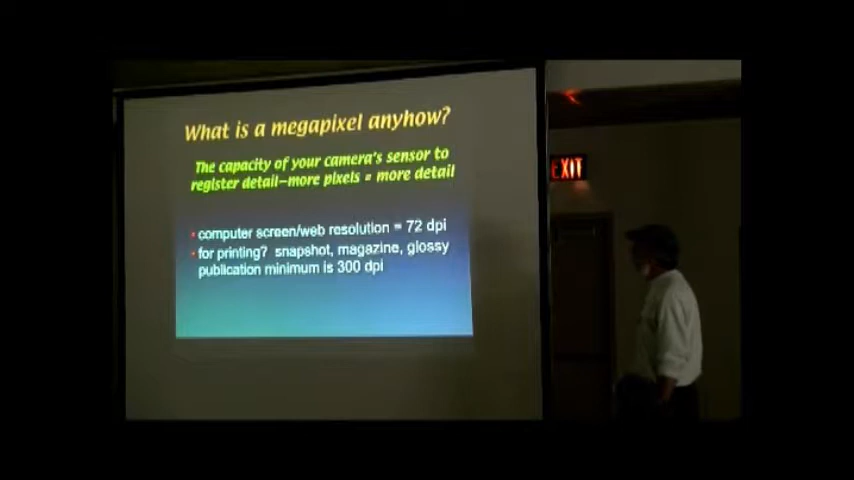 What is a megapixel anyhow?
The capacity of your camera's sensor to
register detail—more pixels = more detail
• computer screen/web resolution = 72 dpi
• for printing? snapshot, magazine, glossy
publication minimum is 300 dpi
EXIT